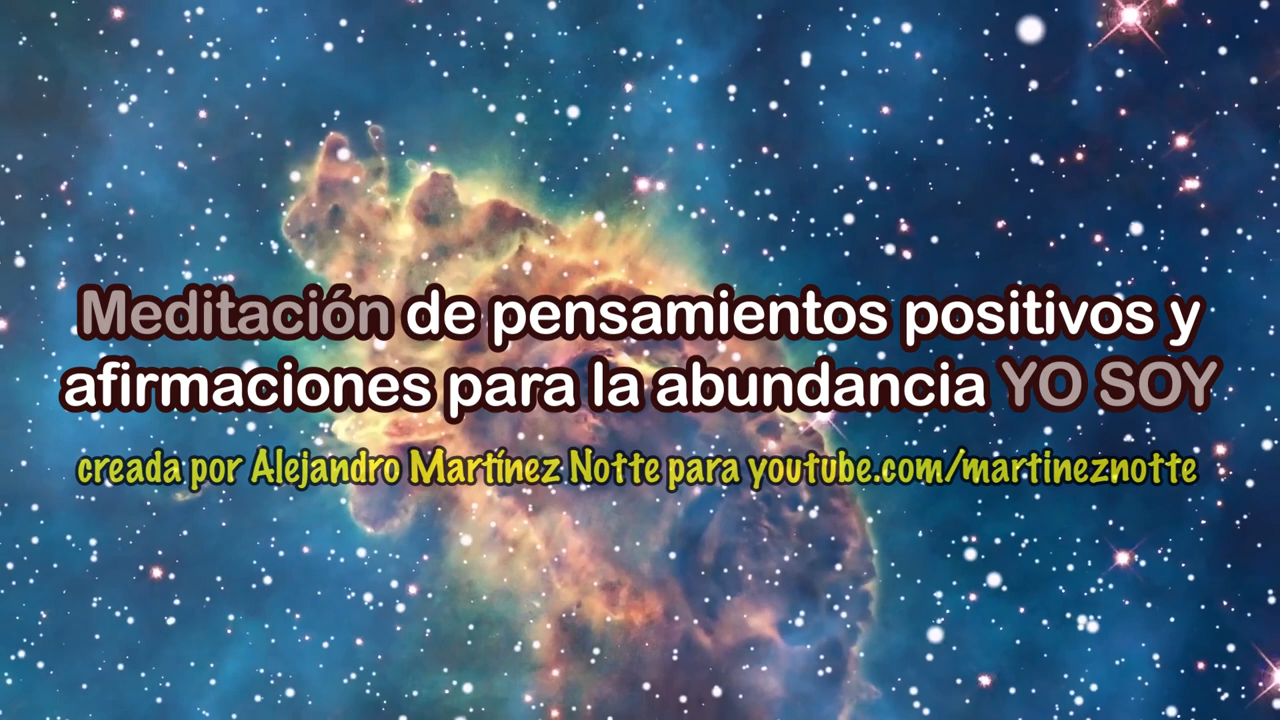 Meditación de pensamientos positivos y
afirmaciones para la abundancia YO SOY
creada por Alejandro Martínez Notte para youtube.com/martineznotte